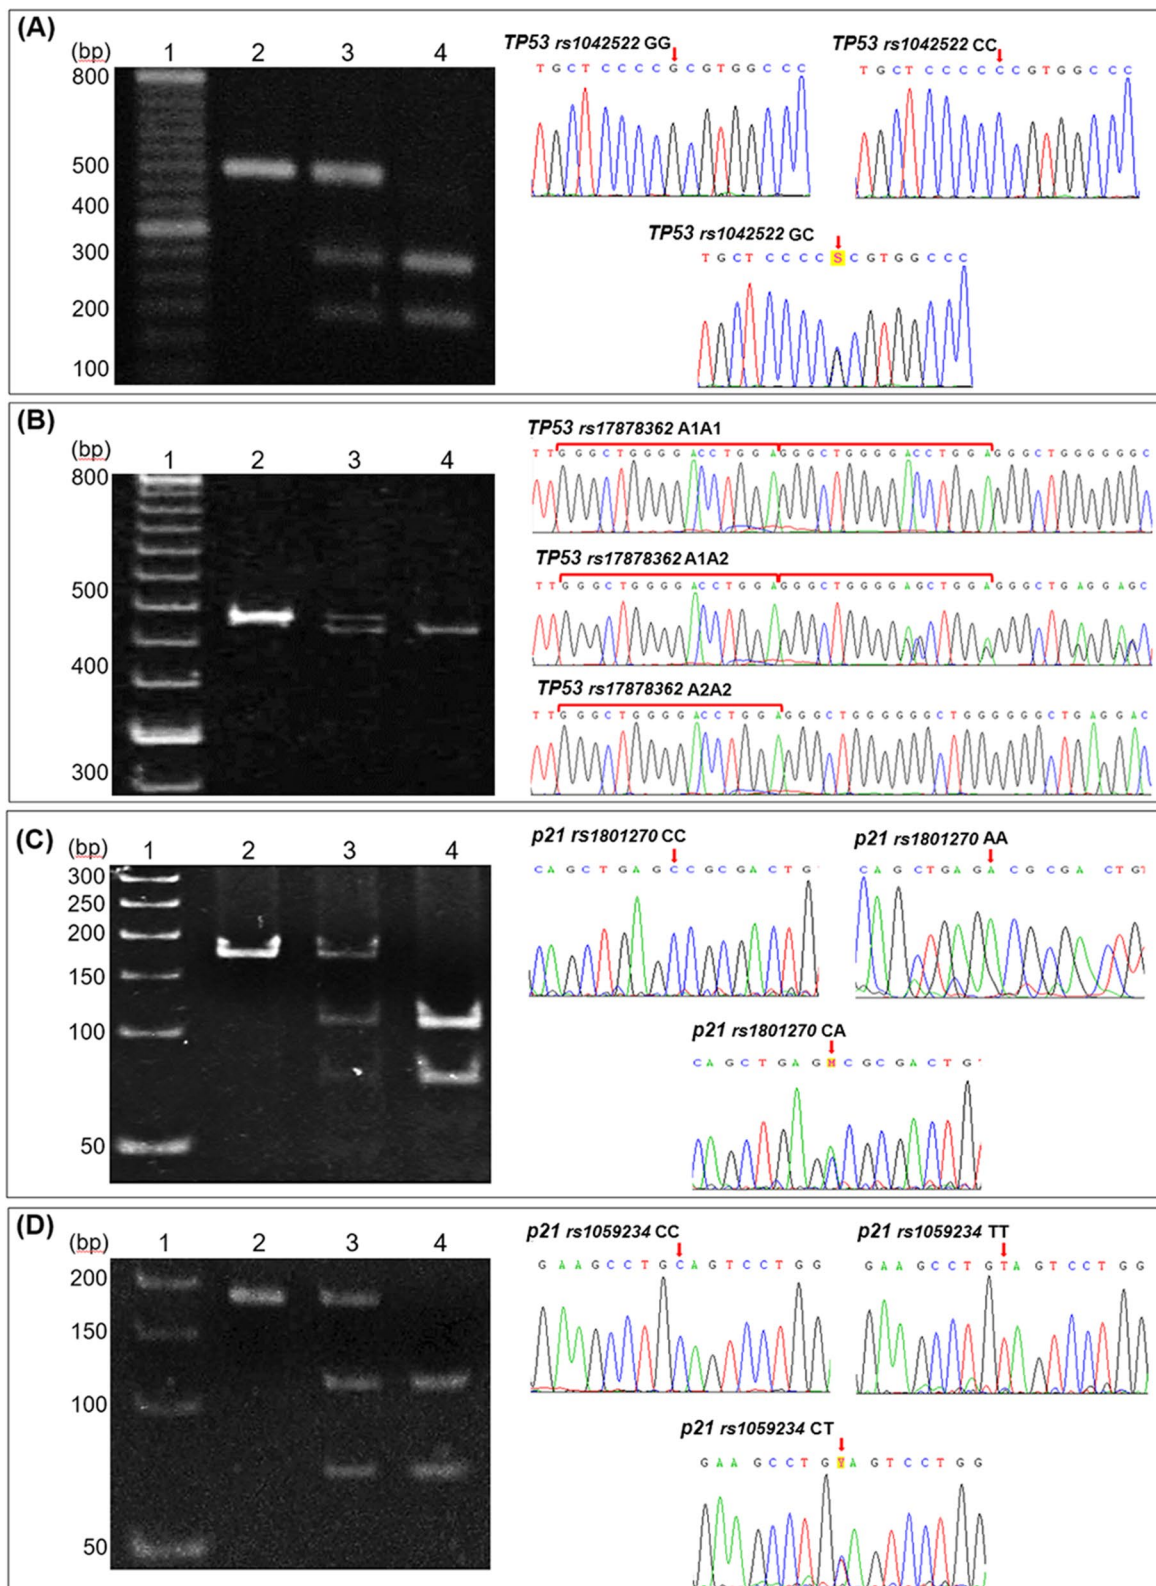 (A)
(bp) 1 2 3 4
800
500
400
300
200
100
TP53 rs1042522 GG
T G C T C C C C G C G T G G C C C
TP53 rs1042522 CC
T G C T C C C C C C G T G G C C C
TP53 rs1042522 GC
T G C T C C C C S C G T G G C C C
(B)
(bp) 1 2 3 4
800
500
400
300
TP53 rs17878362 A1A1
T T G G G C T G G G G A C C T G G A G G G C T G G G G A C C T G G A G G G C T G G G G G G C
TP53 rs17878362 A1A2
T T G G G C T G G G G A C C T G G A G G G C T G G G G A G C T G G A G G G C T G A G G A G C
TP53 rs17878362 A2A2
T T G G G C T G G G G A C C T G G A G G G C T G G G G G G C T G G G G G G C T G A G G A C
(C)
(bp) 1 2 3 4
300
250
200
150
100
50
p21 rs1801270 CC
C A G C T G A G C C G C G A C T G
p21 rs1801270 AA
C A G C T G A G A C G C G A C T G T
p21 rs1801270 CA
C A G C T G A G M C G C G A C T G
(D)
(bp) 1 2 3 4
200
150
100
50
p21 rs1059234 CC
G A A G C C T G C A G T C C T G G
p21 rs1059234 TT
G A A G C C T G T A G T C C T G G
p21 rs1059234 CT
G A A G C C T G Y A G T C C T G G